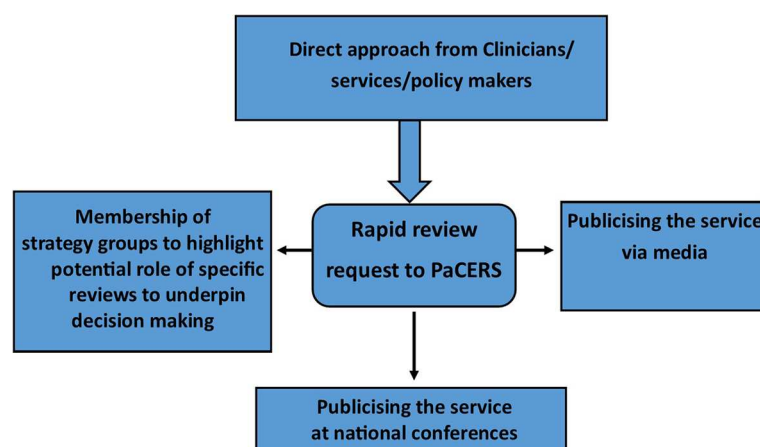 Direct approach from Clinicians/
services/policy makers
Membership of
strategy groups to highlight
potential role of specific
reviews to underpin
decision making
Rapid review
request to PaCERS
Publicising the service
via media
Publicising the service
at national conferences